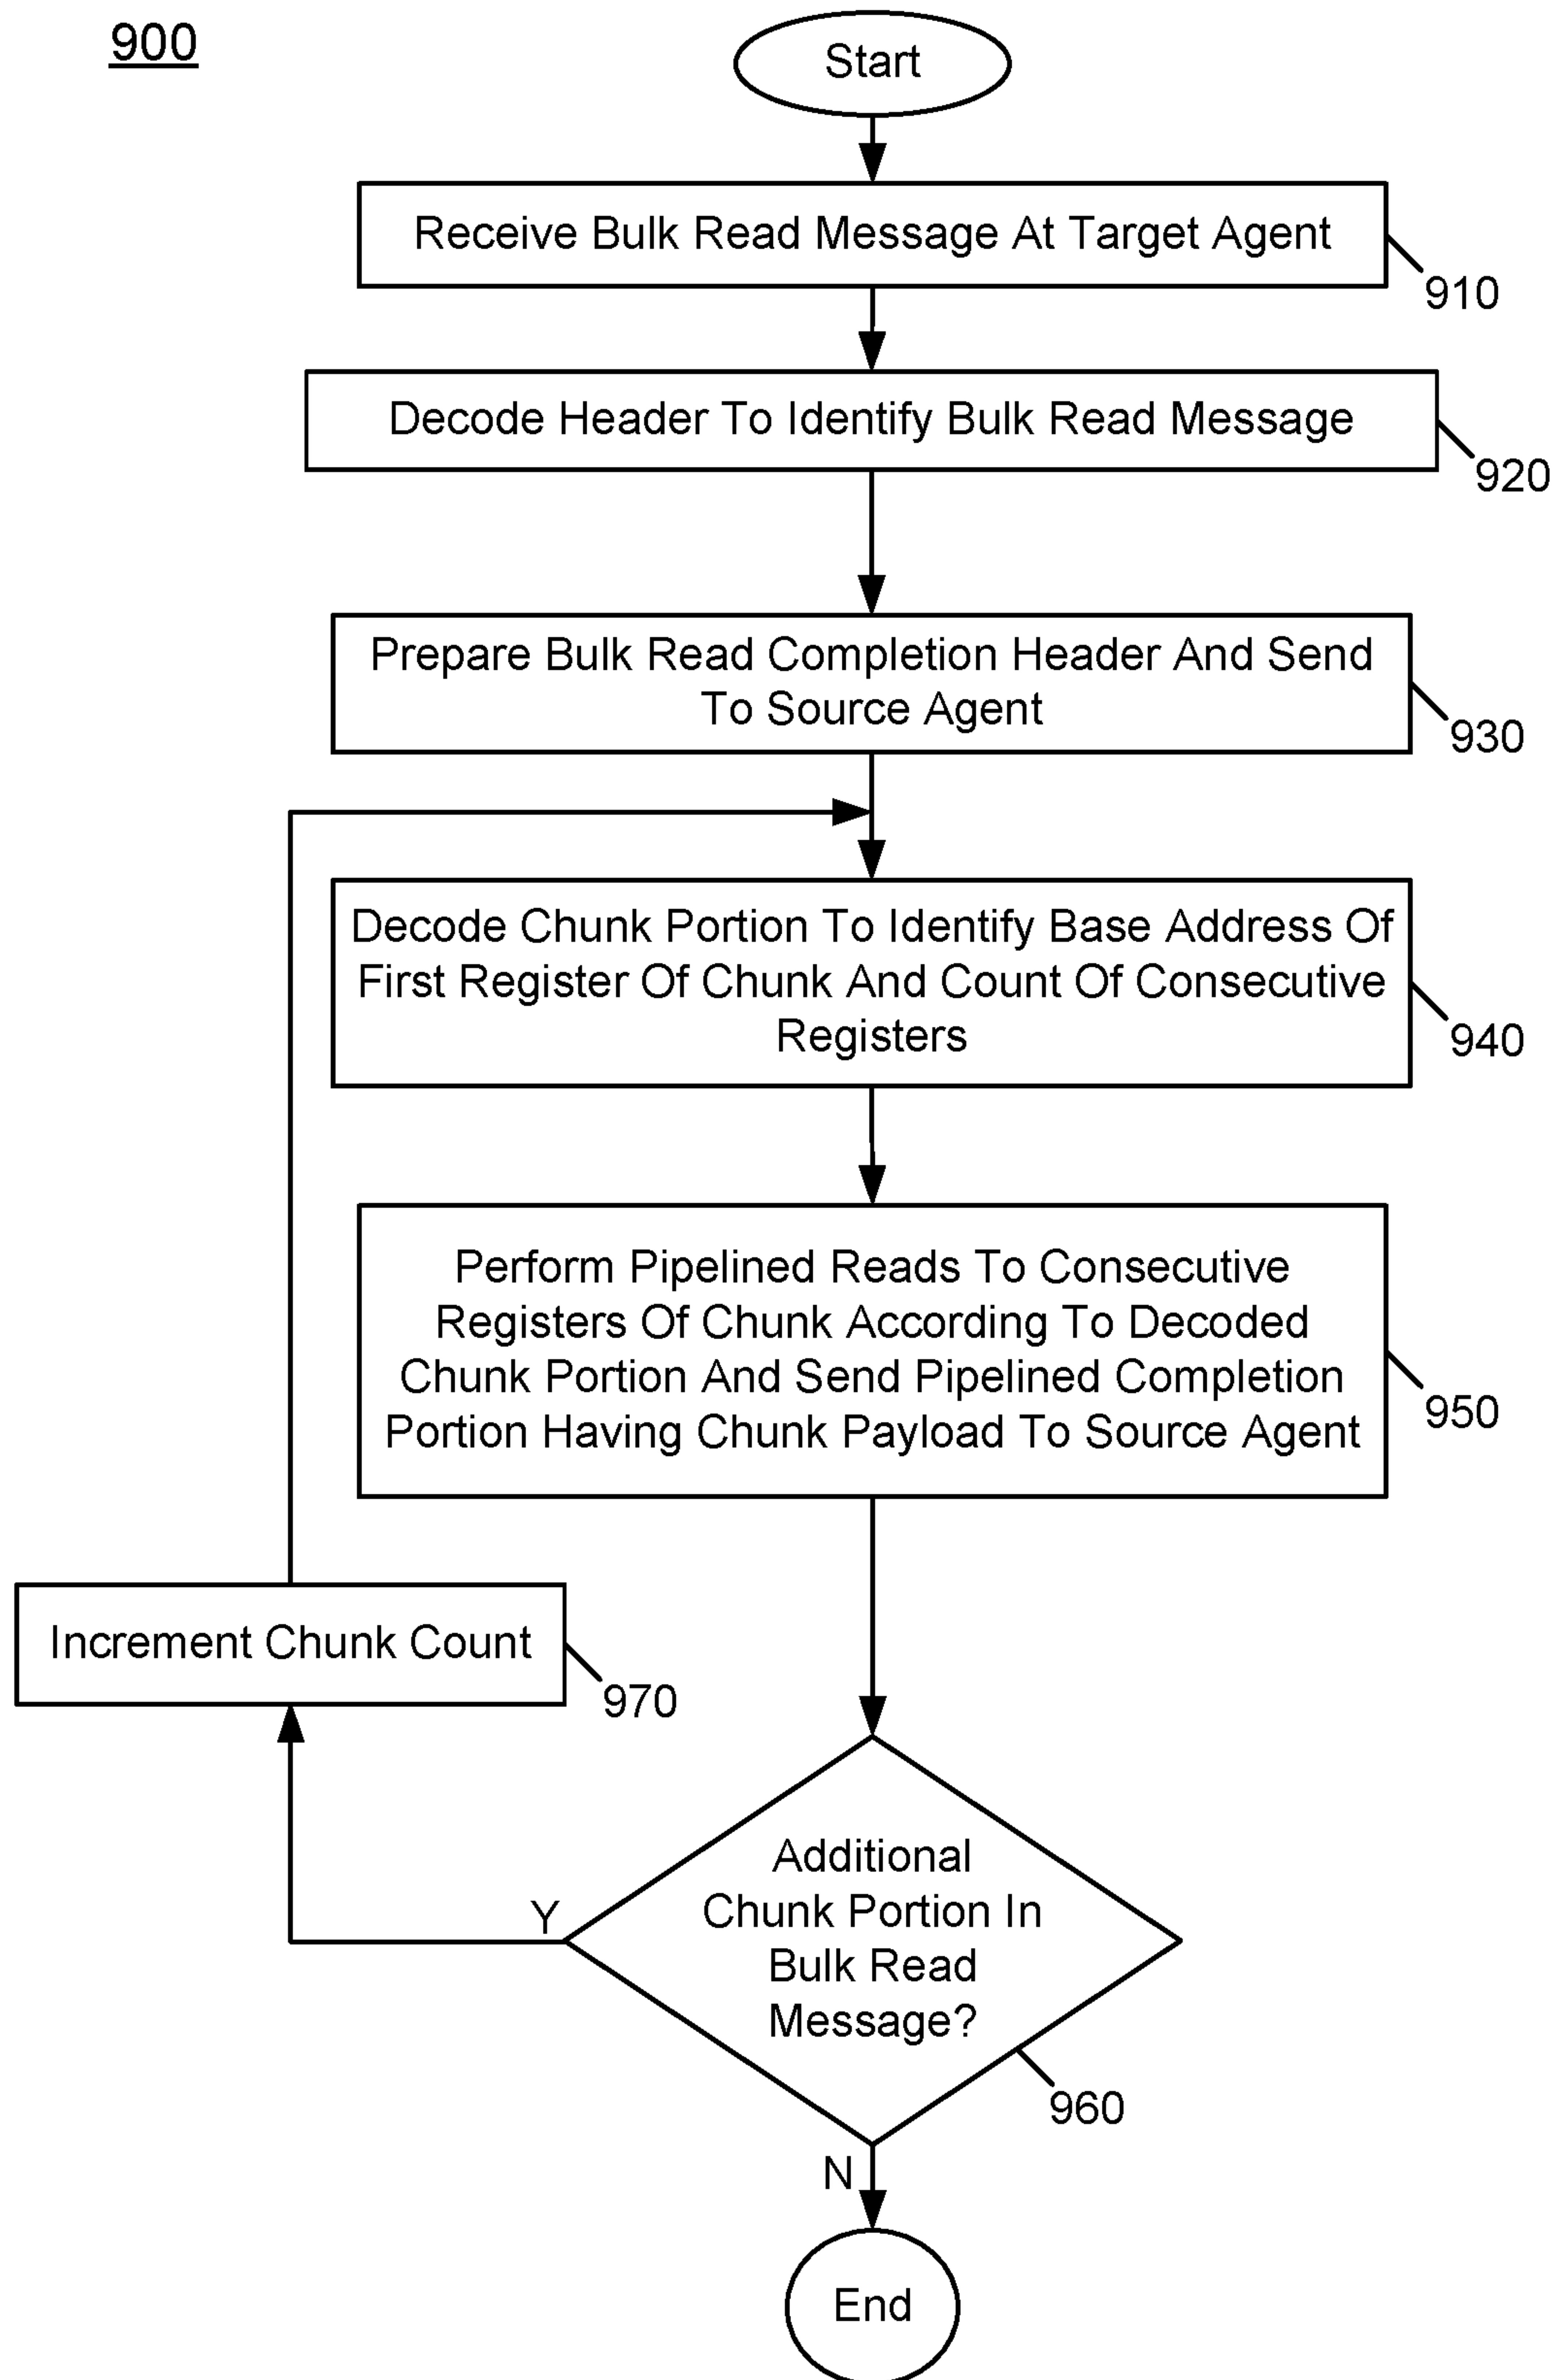 900
Start
Receive Bulk Read Message At Target Agent
910
Decode Header To Identify Bulk Read Message
920
Prepare Bulk Read Completion Header And Send
To Source Agent
930
Decode Chunk Portion To Identify Base Address Of
First Register Of Chunk And Count Of Consecutive
Registers
940
Perform Pipelined Reads To Consecutive
Registers Of Chunk According To Decoded
Chunk Portion And Send Pipelined Completion
Portion Having Chunk Payload To Source Agent
950
Increment Chunk Count
970
Additional
Chunk Portion In
Bulk Read
Message?
Y
960
N
End